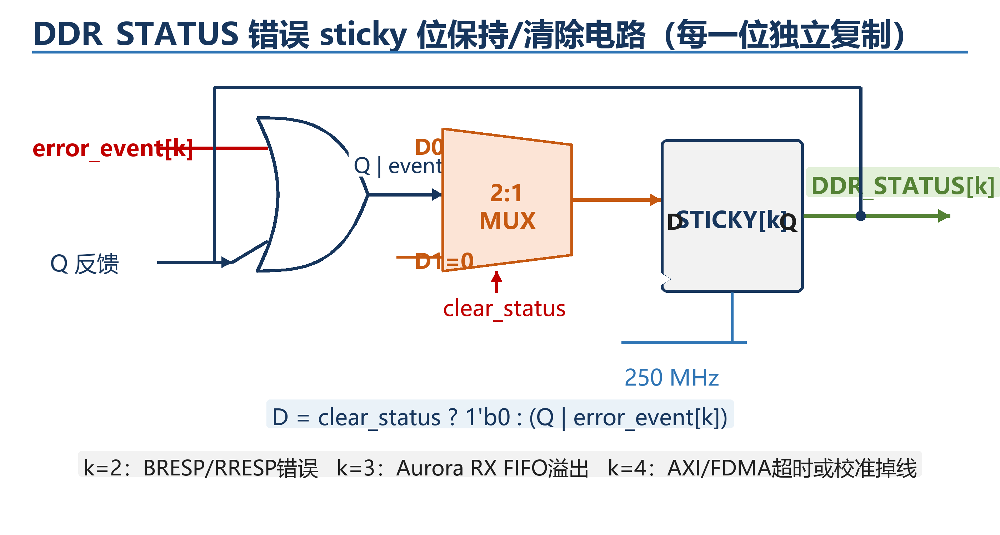 DDR STATUS 错误 sticky 位保持/清除电路（每一位独立复制）
error_event[k]
D0
Q | event
DDR_STATUS[k]
2:1
MUX
D
STICKY[k]
Q
Q 反馈
D1=0
clear_status
250 MHz
D = clear_status ? 1'b0 : (Q | error_event[k])
k=2：BRESP/RRESP错误 k=3：Aurora RX FIFO溢出 k=4：AXI/FDMA超时或校准掉线